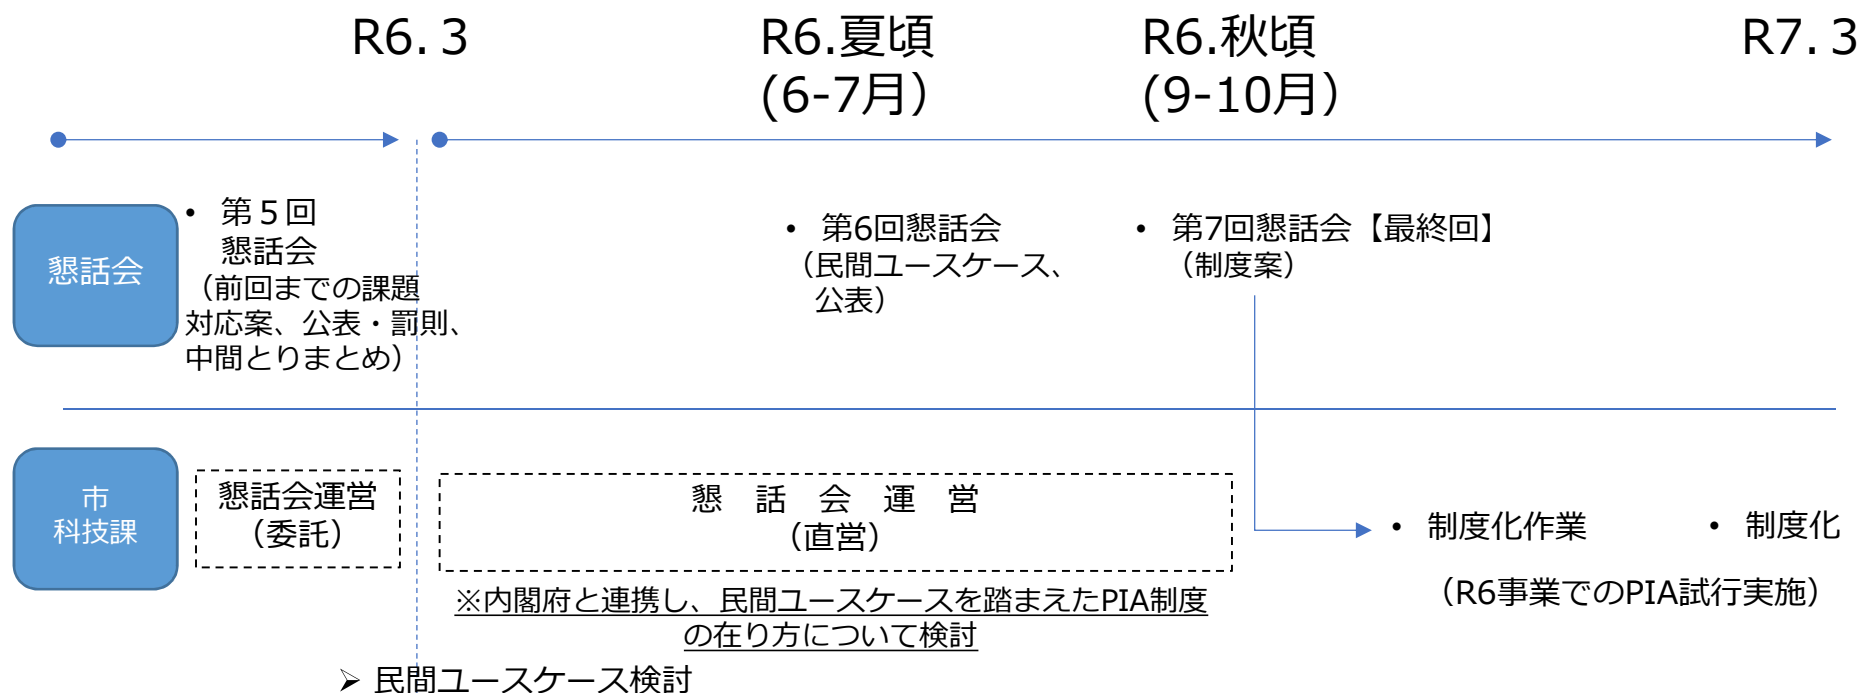 R6.3
R6.夏頃
(6-7月)
R6.秋頃
(9-10月)
R7.3
懇話会
• 第5回
懇話会
（前回までの課題
対応案、公表・罰則、
中間とりまとめ）
• 第6回懇話会
（民間ユースケース、
公表）
• 第7回懇話会【最終回】
（制度案）
市
科技課
懇話会運営
（委託）
懇 話 会 運 営
（直営）
※内閣府と連携し、民間ユースケースを踏まえたPIA制度
の在り方について検討
➢ 民間ユースケース検討
• 制度化作業
• 制度化
（R6事業でのPIA試行実施）